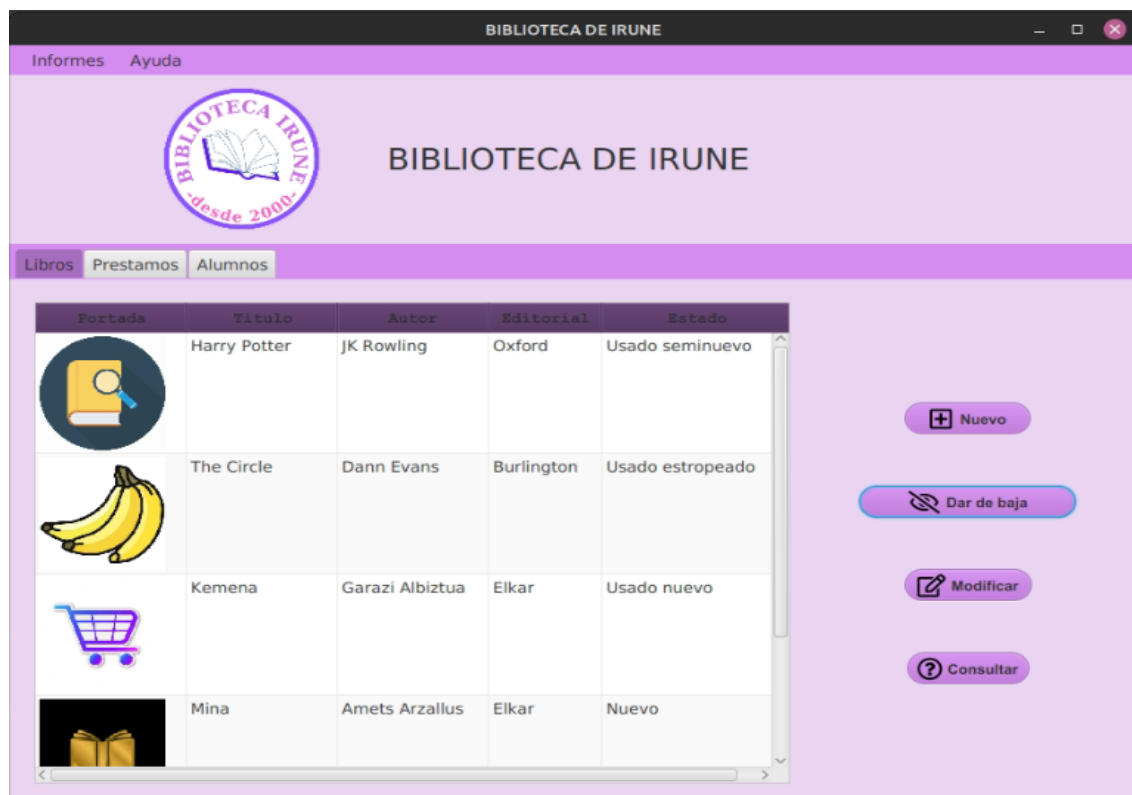 BIBLIOTECA DE IRUNE
Informes Ayuda
BIBLIOTECA IRUNE
-desde 2000-
BIBLIOTECA DE IRUNE
Libros Prestamos Alumnos
Portada Titulo Autor Editorial Estado
Harry Potter JK Rowling Oxford Usado seminuevo
The Circle Dann Evans Burlington Usado estropeado
Kemena Garazi Albiztua Elkar Usado nuevo
Mina Amets Arzallus Elkar Nuevo
Nuevo
Dar de baja
Modificar
Consultar